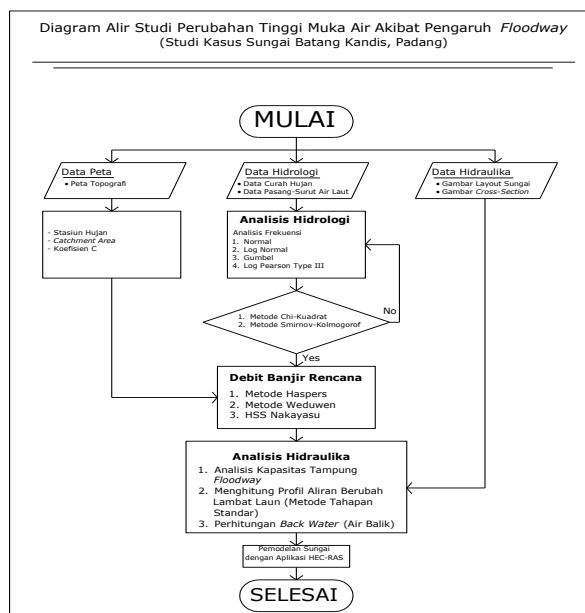 Diagram Alir Studi Perubahan Tinggi Muka Air Akibat Pengaruh Floodway
(Studi Kasus Sungai Batang Kandis, Padang)
MULAI
Data Peta
• Peta Topografi
Data Hidrologi
• Data Curah Hujan
• Data Pasang-Surut Air Laut
Data Hidraulika
• Gambar Layout Sungai
• Gambar Cross-Section
- Stasiun Hujan
- Catchment Area
- Koefisien C
Analisis Hidrologi
Analisis Frekuensi
1. Normal
2. Log Normal
3. Gumbel
4. Log Pearson Type III
1. Metode Chi-Kuadrat
2. Metode Smirnov-Kolmogorof
No
Yes
Debit Banjir Rencana
1. Metode Haspers
2. Metode Weduwen
3. HSS Nakayasu
Analisis Hidraulika
1. Analisis Kapasitas Tampung
Floodway
2. Menghitung Profil Aliran Berubah
Lambat Laun (Metode Tahapan
Standar)
3. Perhitungan Back Water (Air Balik)
Pemodelan Sungai
dengan Aplikasi HEC-RAS
SELESAI